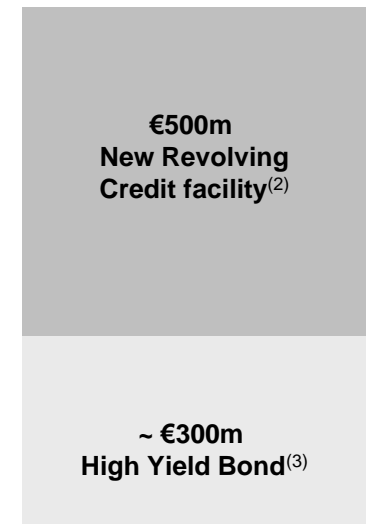 €500m
New Revolving
Credit facility(2)
~ €300m
High Yield Bond(3)